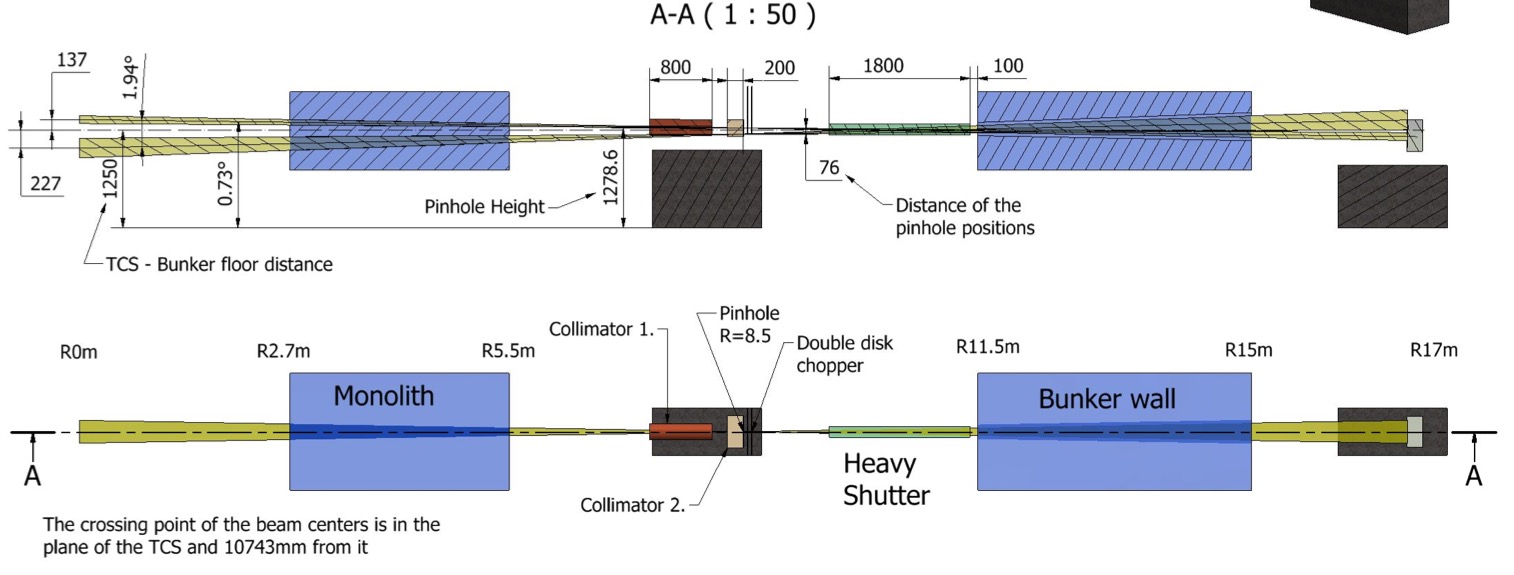 A-A ( 1 : 50 )
137
1.94°
800
200
1800
100
227
1250
0.73°
1278.6
76
Pinhole Height
Distance of the
pinhole positions
TCS - Bunker floor distance
Pinhole
R=8.5
Collimator 1.
Double disk
chopper
R0m
R2.7m
R5.5m
R11.5m
R15m
R17m
Monolith
Bunker wall
A
A
Heavy
Shutter
Collimator 2.
The crossing point of the beam centers is in the
plane of the TCS and 10743mm from it